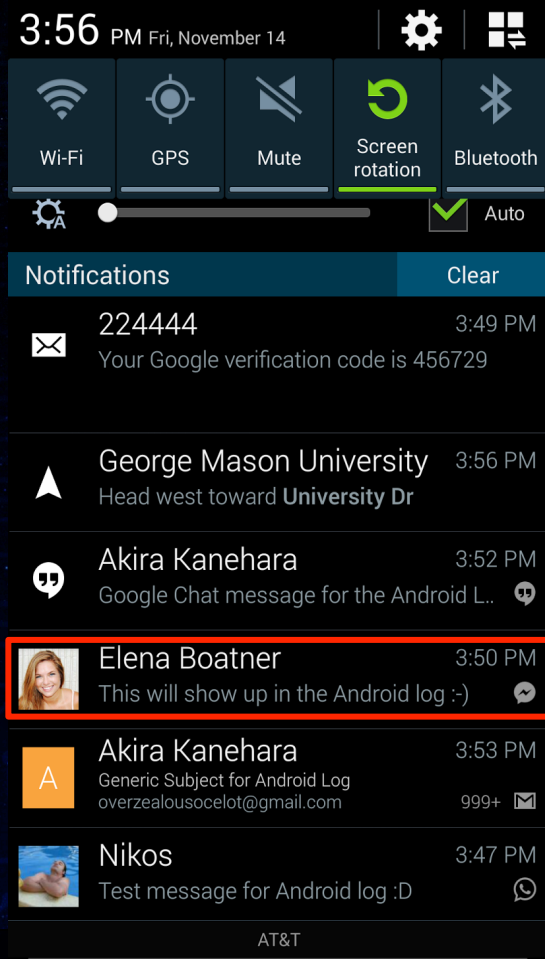 3:56 PM Fri, November 14
Wi-Fi
GPS
Mute
Screen
rotation
Bluetooth
A
Auto
Notifications
Clear
224444 3:49 PM
Your Google verification code is 456729
George Mason University 3:56 PM
Head west toward University Dr
Akira Kanehara 3:52 PM
Google Chat message for the Android L..
Elena Boatner 3:50 PM
This will show up in the Android log :-)
A
Akira Kanehara 3:53 PM
Generic Subject for Android Log
overzealousocelot@gmail.com 999+
Nikos 3:47 PM
Test message for Android log :D
AT&T